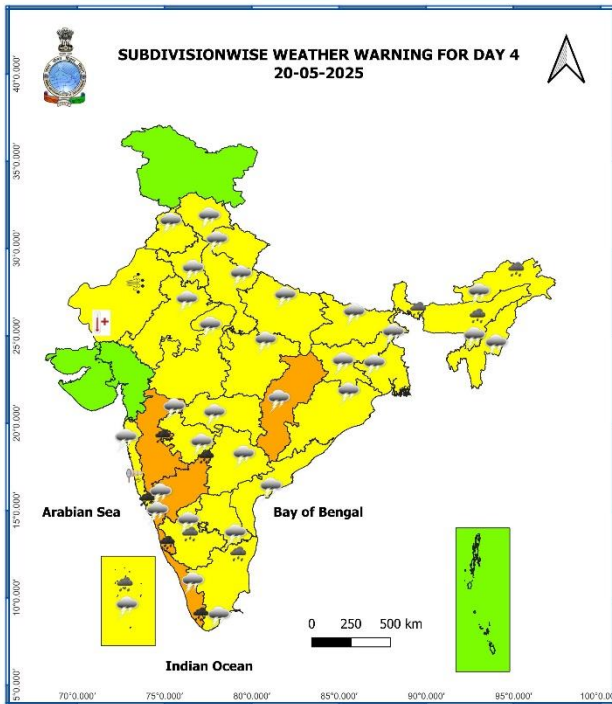 SUBDIVISIONWISE WEATHER WARNING FOR DAY 4
20-05-2025
40°0.000'
35°0.000'
30°0.000'
25°0.000'
20°0.000'
15°0.000'
10°0.000'
5°0.000'
Arabian Sea
Bay of Bengal
0 250 500 km
Indian Ocean
70°0.000' 75°0.000' 80°0.000' 85°0.000' 90°0.000' 95°0.000' 100°0.0